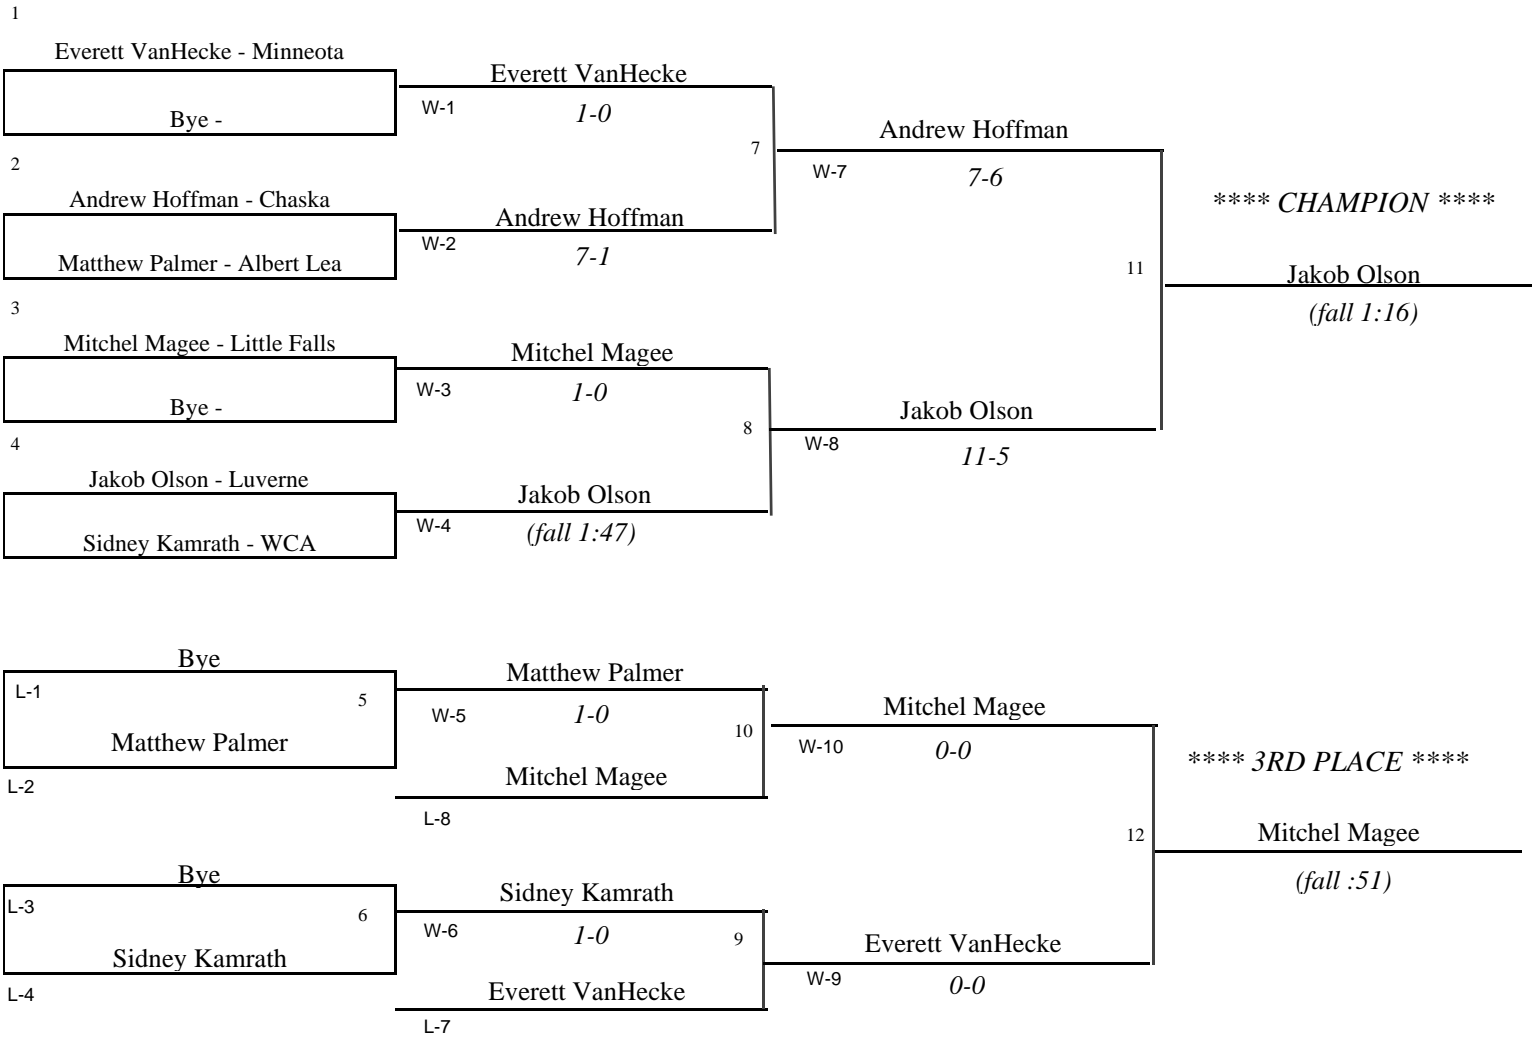 1
Everett VanHecke - Minneota
Everett VanHecke
W-1
1-0
Bye -
Andrew Hoffman
7
2
W-7
7-6
Andrew Hoffman - Chaska
**** CHAMPION ****
Andrew Hoffman
W-2
7-1
Matthew Palmer - Albert Lea
11
Jakob Olson
(fall 1:16)
3
Mitchel Magee - Little Falls
Mitchel Magee
W-3
1-0
Bye -
Jakob Olson
8
4
W-8
11-5
Jakob Olson - Luverne
Jakob Olson
W-4
(fall 1:47)
Sidney Kamrath - WCA
Bye
Matthew Palmer
L-1
5
W-5
1-0
Mitchel Magee
10
Matthew Palmer
W-10
0-0
**** 3RD PLACE ****
L-2
Mitchel Magee
L-8
12
Mitchel Magee
Bye
(fall :51)
Sidney Kamrath
L-3
6
W-6
1-0
9
Everett VanHecke
Sidney Kamrath
W-9
0-0
L-4
Everett VanHecke
L-7